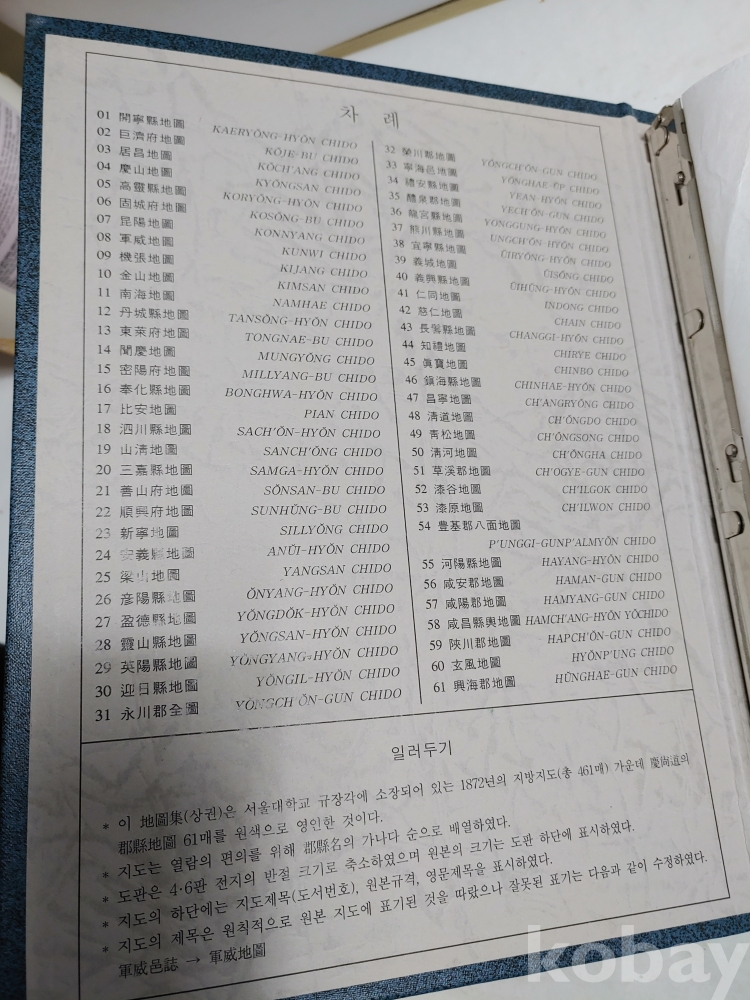 차 례
01 開寧縣地圖 KAERYŎNG-HYŎN CHIDO
02 巨濟府地圖 KŎJE-BU CHIDO
03 居昌地圖 KŎCH'ANG CHIDO
04 慶山地圖 KYŎNGSAN CHIDO
05 高靈縣地圖 KORYŎNG-HYŎN CHIDO
06 固城府地圖 KOSŎNG-BU CHIDO
07 昆陽地圖 KONNYANG CHIDO
08 軍威地圖 KUNWI CHIDO
09 機張地圖 KIJANG CHIDO
10 金山地圖 KIMSAN CHIDO
11 南海地圖 NAMHAE CHIDO
12 丹城縣地圖 TANSŎNG-HYŎN CHIDO
13 東萊府地圖 TONGNAE-BU CHIDO
14 聞慶地圖 MUNGYŎNG CHIDO
15 密陽府地圖 MILLYANG-BU CHIDO
16 奉化縣地圖 BONGHWA-HYŎN CHIDO
17 比安地圖 PIAN CHIDO
18 泗川縣地圖 SACH'ŎN-HYŎN CHIDO
19 山淸地圖 SANCH'ŎNG CHIDO
20 三嘉縣地圖 SAMGA-HYŎN CHIDO
21 善山府地圖 SŎNSAN-BU CHIDO
22 順興府地圖 SUNHŬNG-BU CHIDO
23 新寧地圖 SILLYŎNG CHIDO
24 安義縣地圖 ANŬI-HYŎN CHIDO
25 梁山地圖 YANGSAN CHIDO
26 彦陽縣地圖 ŎNYANG-HYŎN CHIDO
27 盈德縣地圖 YŎNGDŎK-HYŎN CHIDO
28 靈山縣地圖 YŎNGSAN-HYŎN CHIDO
29 英陽縣地圖 YŎNGYANG-HYŎN CHIDO
30 迎日縣地圖 YŎNGIL-HYŎN CHIDO
31 永川郡全圖 YŎNGCH'ŎN-GUN CHIDO
32 榮川郡地圖 YŎNGCH'ŎN-GUN CHIDO
33 寧海邑地圖 YŎNGHAE-ŬP CHIDO
34 禮安縣地圖 YEAN-HYŎN CHIDO
35 醴泉郡地圖 YECH'ŎN-GUN CHIDO
36 龍宮縣地圖 YONGGUNG-HYŎN CHIDO
37 熊川縣地圖 UNGCH'ŎN-HYŎN CHIDO
38 宜寧縣地圖 ŬIRYŎNG-HYŎN CHIDO
39 義城地圖 ŬISŎNG CHIDO
40 義興縣地圖 ŬIHŬNG-HYŎN CHIDO
41 仁同地圖 INDONG CHIDO
42 慈仁地圖 CHAIN CHIDO
43 長鬐縣地圖 CHANGGI-HYŎN CHIDO
44 知禮地圖 CHIRYE CHIDO
45 眞寶地圖 CHINBO CHIDO
46 鎭海縣地圖 CHINHAE-HYŎN CHIDO
47 昌寧地圖 CH'ANGRYŎNG CHIDO
48 淸道地圖 CH'ŎNGDO CHIDO
49 靑松地圖 CH'ŎNGSONG CHIDO
50 淸河地圖 CH'ŎNGHA CHIDO
51 草溪郡地圖 CH'OGYE-GUN CHIDO
52 漆谷地圖 CH'ILGOK CHIDO
53 漆原地圖 CH'ILWON CHIDO
54 豊基郡八面地圖
P'UNGGI-GUNP'ALMYŎN CHIDO
55 河陽縣地圖 HAYANG-HYŎN CHIDO
56 咸安郡地圖 HAMAN-GUN CHIDO
57 咸陽郡地圖 HAMYANG-GUN CHIDO
58 咸昌縣輿地圖 HAMCH'ANG-HYŎN YŎCHIDO
59 陜川郡地圖 HAPCH'ŎN-GUN CHIDO
60 玄風地圖 HYŎNP'UNG CHIDO
61 興海郡地圖 HŬNGHAE-GUN CHIDO
일러두기
* 이 地圖集(상권)은 서울대학교 규장각에 소장되어 있는 1872년의 지방지도(총 461매) 가운데 慶尙道의
郡縣地圖 61매를 원색으로 영인한 것이다.
* 지도는 열람의 편의를 위해 郡縣名의 가나다 순으로 배열하였다.
* 도판은 4·6판 전지의 반절 크기로 축소하였으며 원본의 크기는 도판 하단에 표시하였다.
* 지도의 하단에는 지도제목(도서번호), 원본규격, 영문제목을 표시하였다.
* 지도의 제목은 원칙적으로 원본 지도에 표기된 것을 따랐으나 잘못된 표기는 다음과 같이 수정하였다.
軍威邑誌 → 軍威地圖
kobay